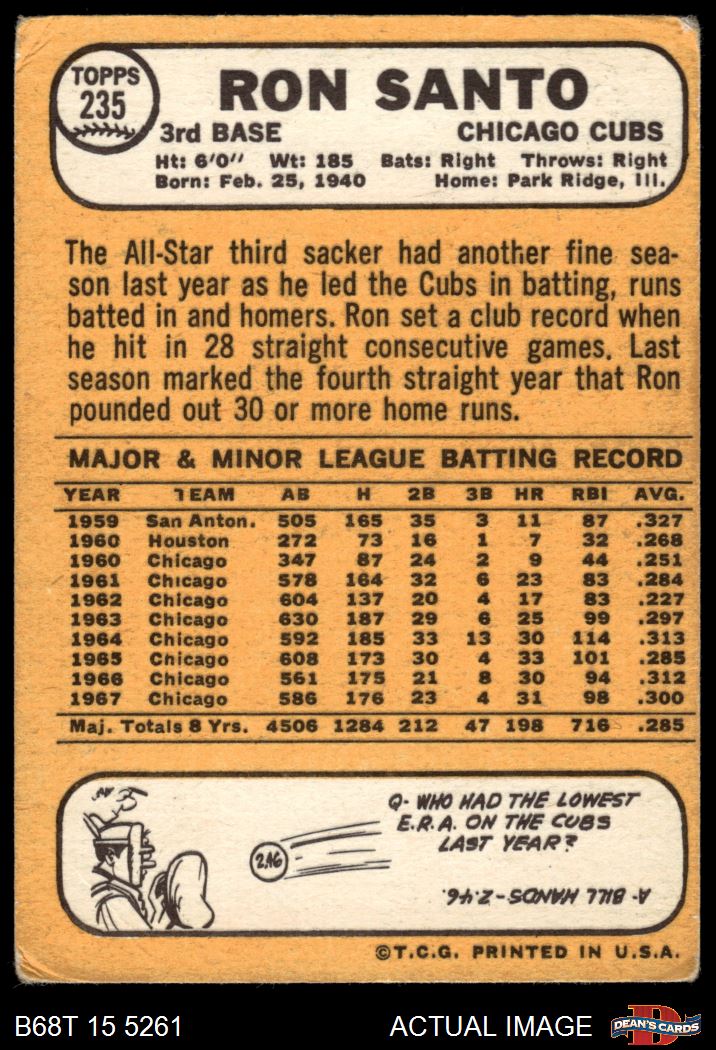 TOPPS
235
RON SANTO
3rd BASE CHICAGO CUBS
Ht: 6'0" Wt: 185 Bats: Right Throws: Right
Born: Feb. 25, 1940 Home: Park Ridge, Ill.
The All-Star third sacker had another fine sea-
son last year as he led the Cubs in batting, runs
batted in and homers. Ron set a club record when
he hit in 28 straight consecutive games. Last
season marked the fourth straight year that Ron
pounded out 30 or more home runs.
MAJOR & MINOR LEAGUE BATTING RECORD
YEAR TEAM AB H 2B 3B HR RBI AVG.
1959 San Anton. 505 165 35 3 11 87 .327
1960 Houston 272 73 16 1 7 32 .268
1960 Chicago 347 87 24 2 9 44 .251
1961 Chicago 578 164 32 6 23 83 .284
1962 Chicago 604 137 20 4 17 83 .227
1963 Chicago 630 187 29 6 25 99 .297
1964 Chicago 592 185 33 13 30 114 .313
1965 Chicago 608 173 30 4 33 101 .285
1966 Chicago 561 175 21 8 30 94 .312
1967 Chicago 586 176 23 4 31 98 .300
Maj. Totals 8 Yrs. 4506 1284 212 47 198 716 .285
Q- WHO HAD THE LOWEST
E.R.A. ON THE CUBS
LAST YEAR?
2.46
A- BILL HANDS-2.46.
©T.C.G. PRINTED IN U.S.A.
B68T 15 5261 ACTUAL IMAGE
D
DEAN'S CARDS